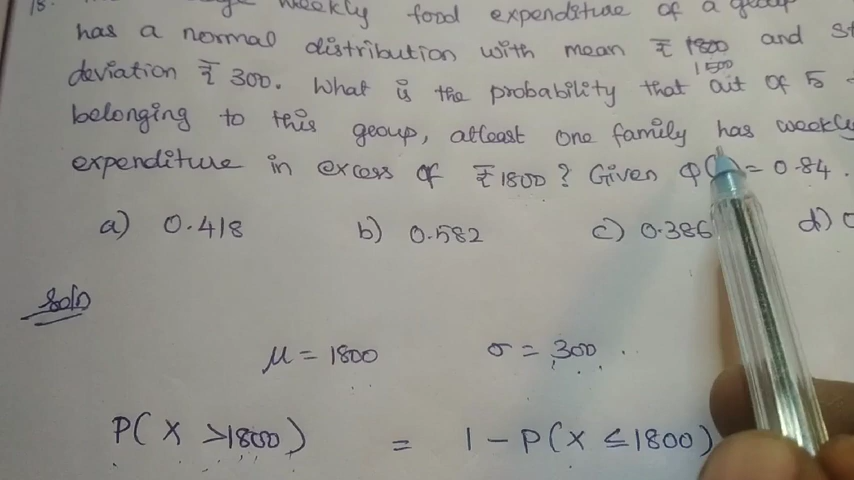 18. weekly food expenditure of a group
has a normal distribution with mean ₹ 1800 and
1500
deviation ₹ 300. What is the probability that out of 5
belonging to this group, atleast one family has weekly
expenditure in excess of ₹ 1800? Given φ( = 0.84.
a) 0.418 b) 0.582 c) 0.386 d) 0
Soln
μ = 1800 σ = 300
P( X >1800) = 1 - P(X ≤ 1800)